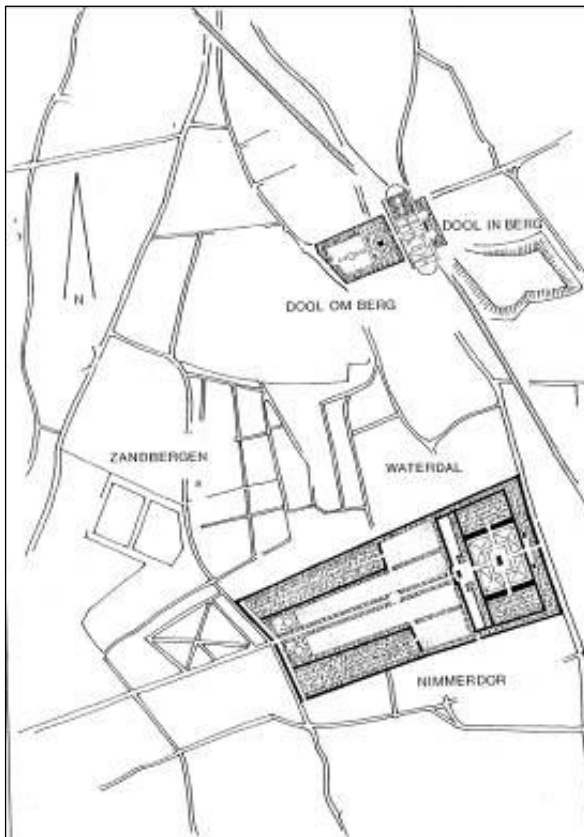 DOOL IN BERG
N
DOOL OM BERG
ZANDBERGEN
WATERDAL
NIMMERDOR